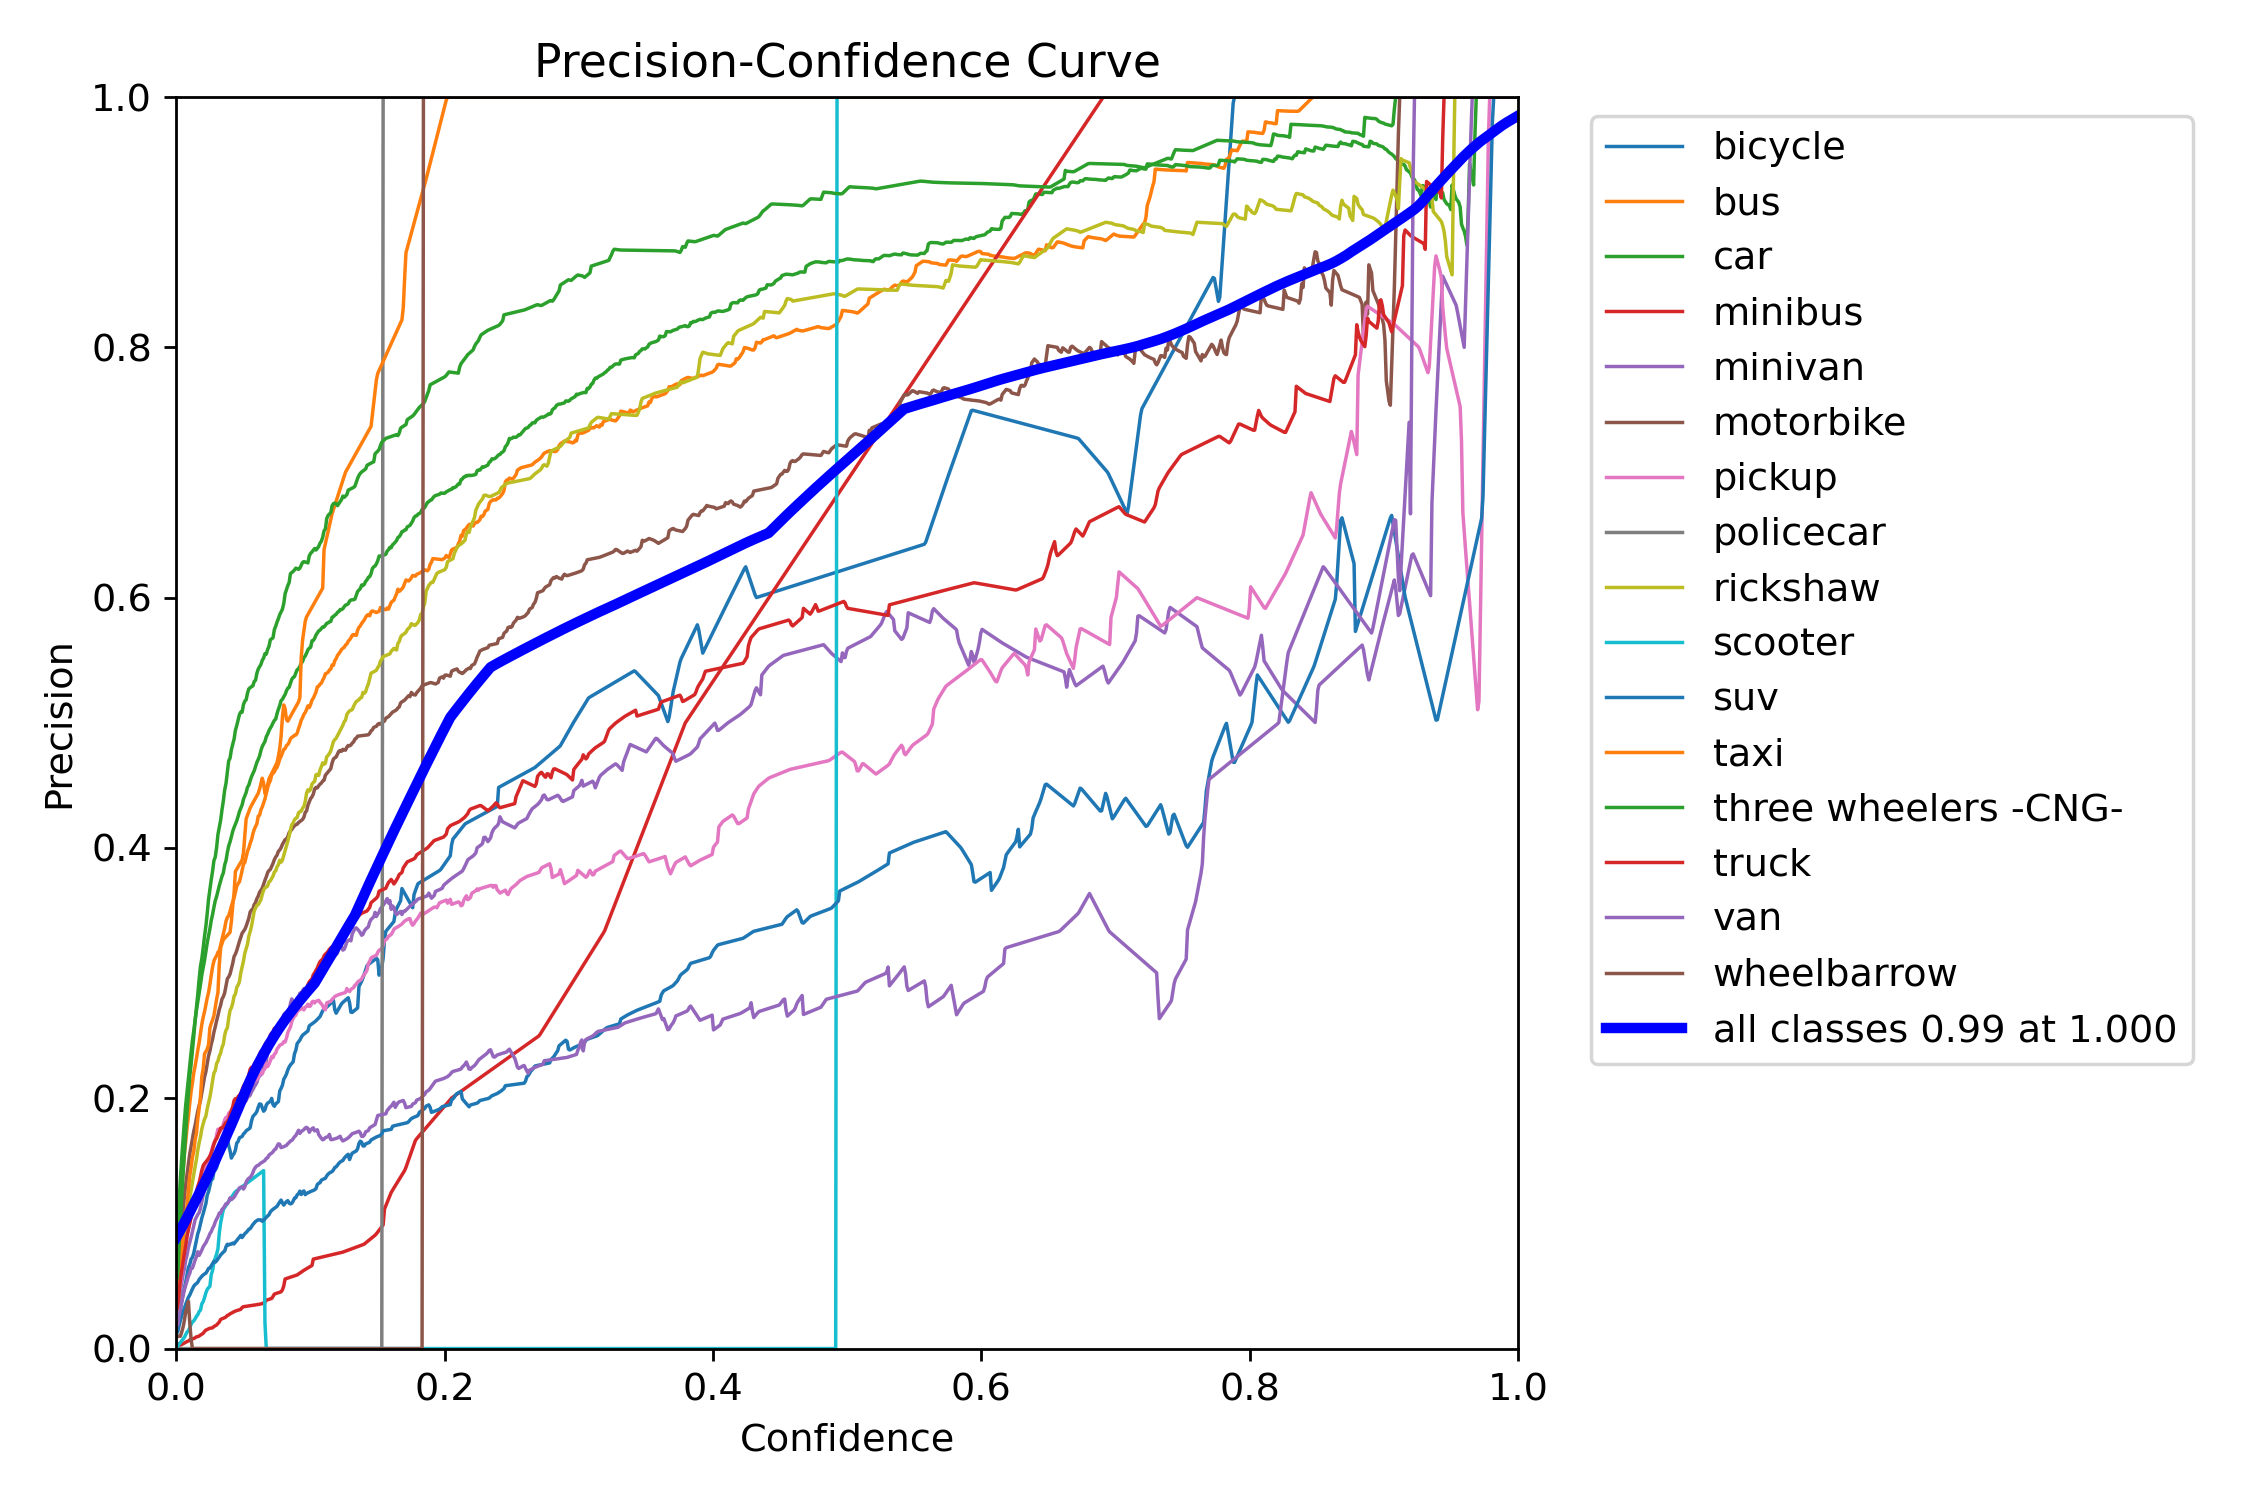 Precision-Confidence Curve
1.0
0.8
0.6
0.4
0.2
0.0
Precision
0.0 0.2 0.4 0.6 0.8 1.0
Confidence
bicycle
bus
car
minibus
minivan
motorbike
pickup
policecar
rickshaw
scooter
suv
taxi
three wheelers -CNG-
truck
van
wheelbarrow
all classes 0.99 at 1.000